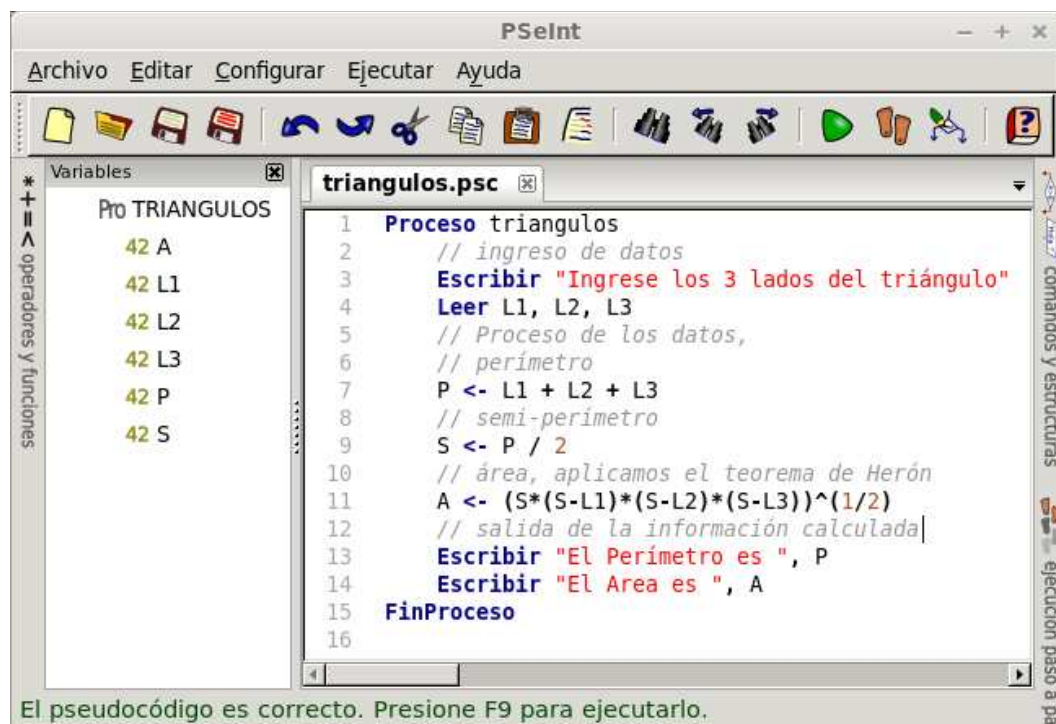 PSeInt
Archivo Editar Configurar Ejecutar Ayuda
* + = < operadores y funciones
Variables
Pro TRIANGULOS
42 A
42 L1
42 L2
42 L3
42 P
42 S
triangulos.psc
1 Proceso triangulos
2 // ingreso de datos
3 Escribir "Ingrese los 3 lados del triángulo"
4 Leer L1, L2, L3
5 // Proceso de los datos,
6 // perímetro
7 P <- L1 + L2 + L3
8 // semi-perímetro
9 S <- P / 2
10 // área, aplicamos el teorema de Herón
11 A <- (S*(S-L1)*(S-L2)*(S-L3))^(1/2)
12 // salida de la información calculada
13 Escribir "El Perímetro es ", P
14 Escribir "El Area es ", A
15 FinProceso
16
comandos y estructuras
ejecución paso a p
El pseudocódigo es correcto. Presione F9 para ejecutarlo.